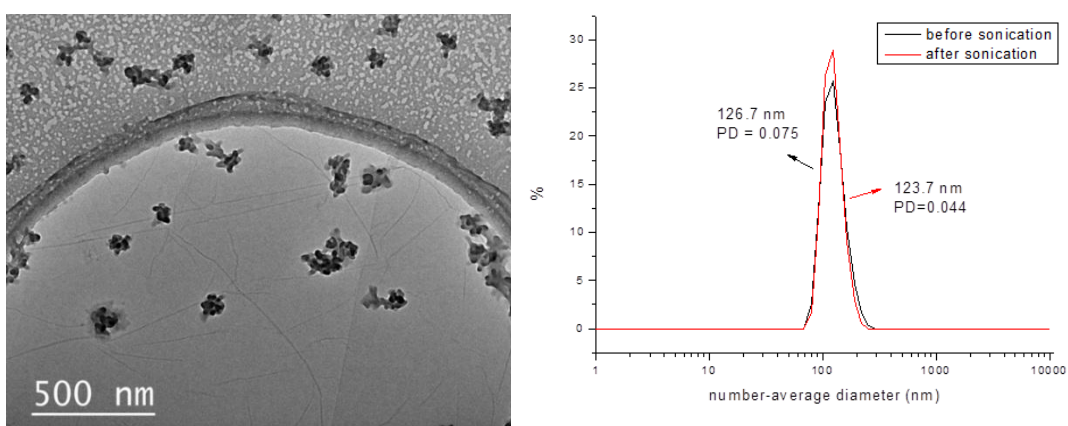 500 nm
before sonication
after sonication
126.7 nm
PD = 0.075
123.7 nm
PD=0.044
%
30
25
20
15
10
5
0
1
10
100
1000
10000
number-average diameter (nm)